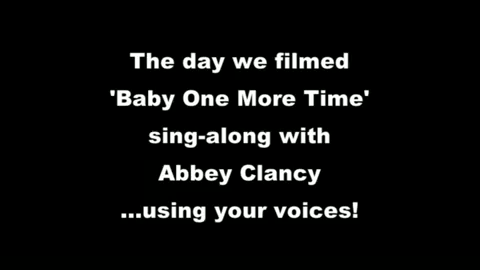 The day we filmed
'Baby One More Time'
sing-along with
Abbey Clancy
...using your voices!